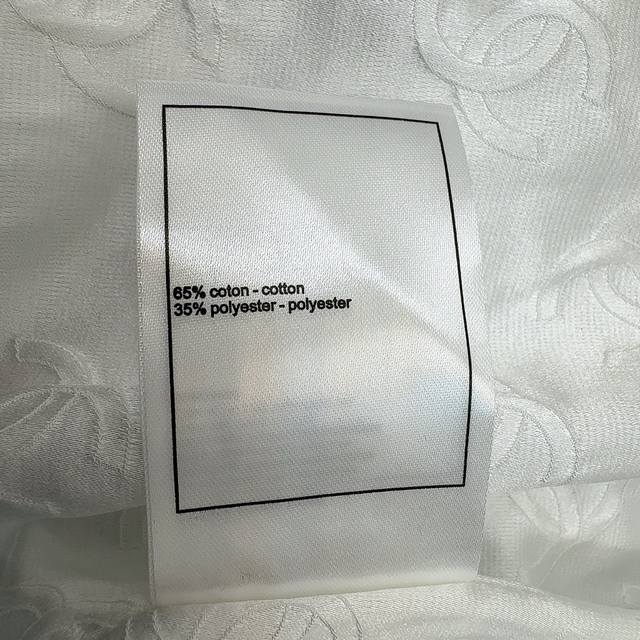 65% coton - cotton
35% polyester - polyester